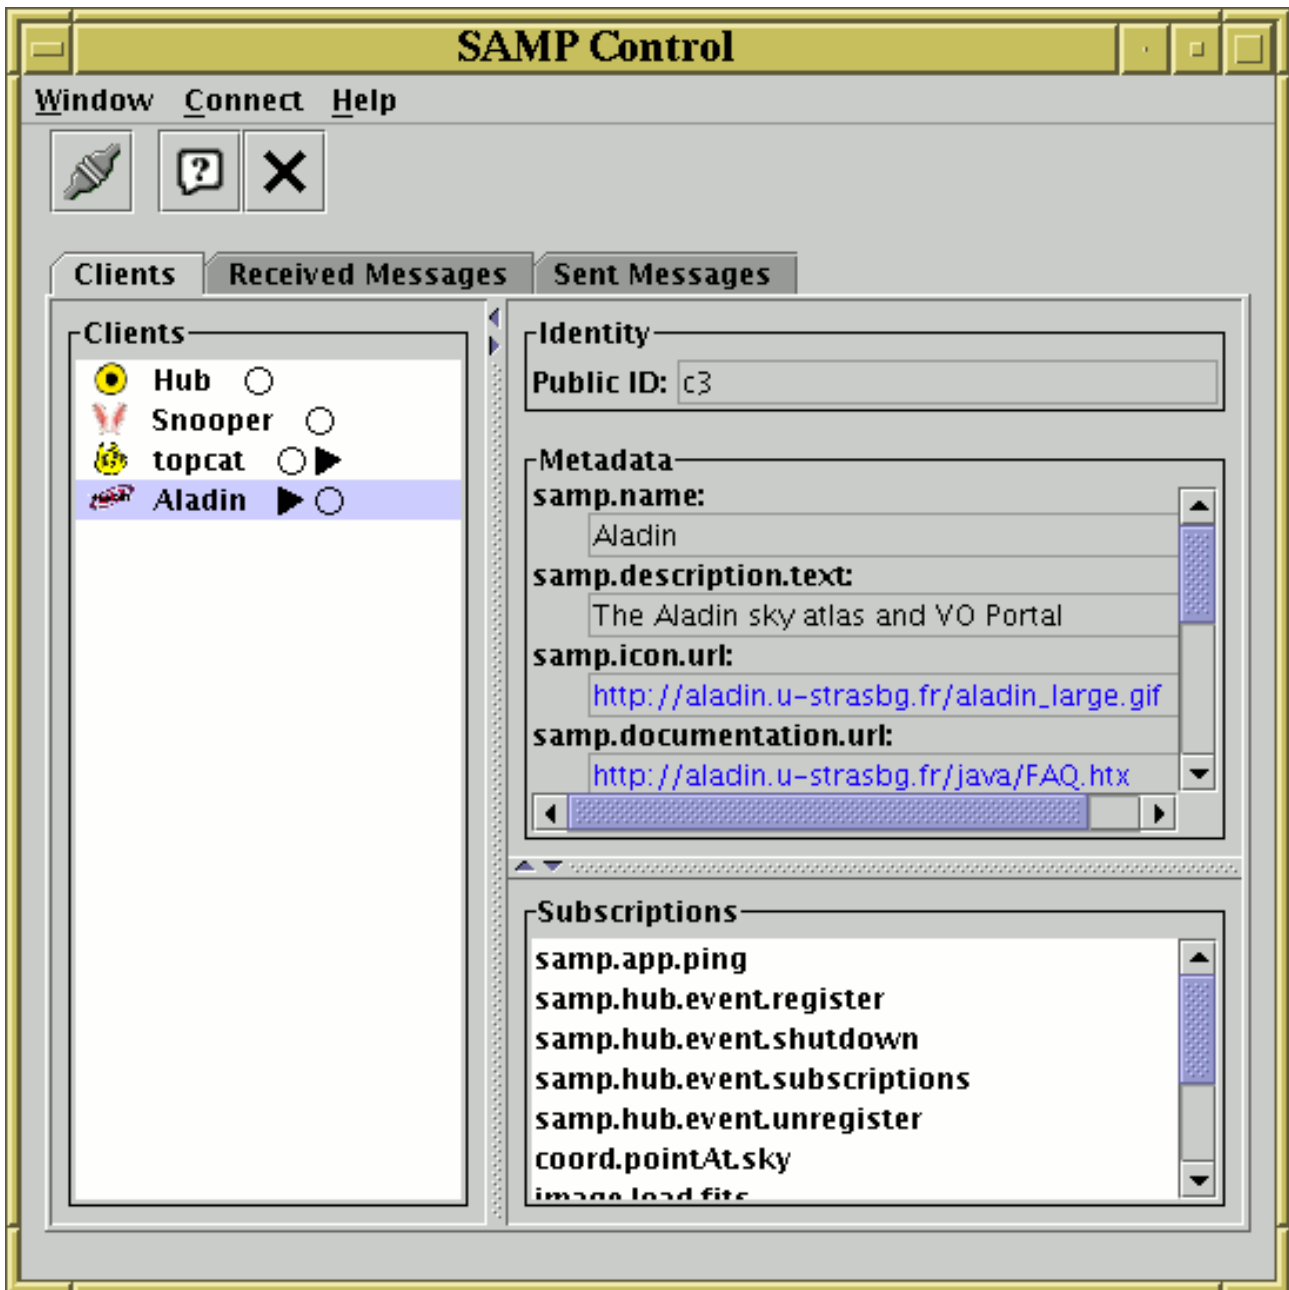 SAMP Control
Window Connect Help
Clients Received Messages Sent Messages
Clients
Hub
Snooper
topcat
Aladin
Identity
Public ID: c3
Metadata
samp.name:
Aladin
samp.description.text:
The Aladin sky atlas and VO Portal
samp.icon.url:
http://aladin.u-strasbg.fr/aladin_large.gif
samp.documentation.url:
http://aladin.u-strasbg.fr/java/FAQ.htx
Subscriptions
samp.app.ping
samp.hub.event.register
samp.hub.event.shutdown
samp.hub.event.subscriptions
samp.hub.event.unregister
coord.pointAt.sky
image.load.fits